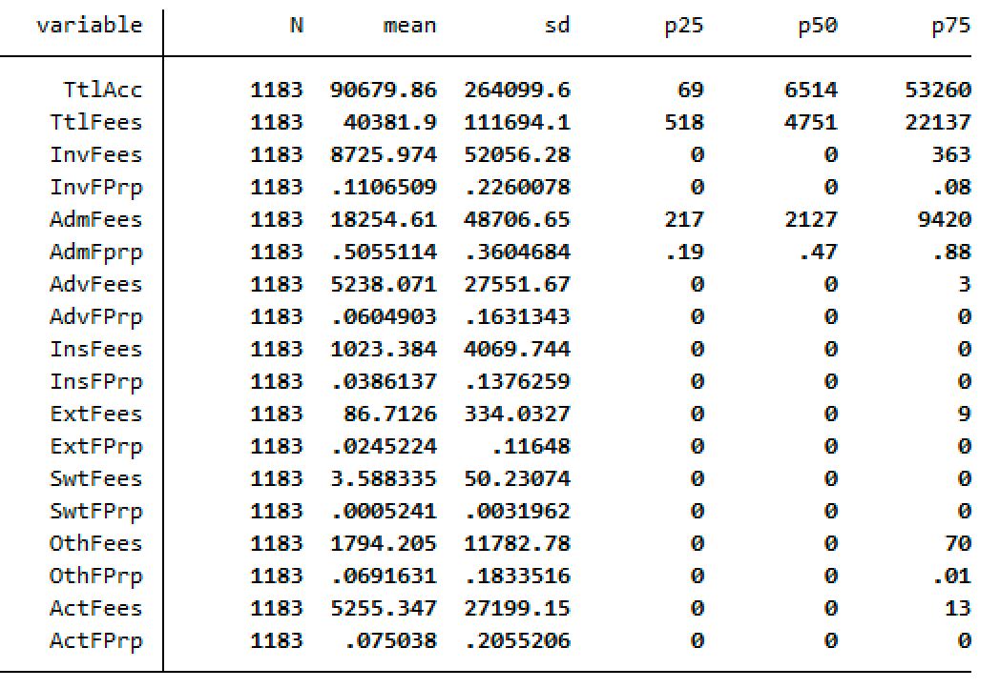 variable N mean sd p25 p50 p75
TtlAcc 1183 90679.86 264099.6 69 6514 53260
TtlFees 1183 40381.9 111694.1 518 4751 22137
InvFees 1183 8725.974 52056.28 0 0 363
InvFPrp 1183 .1106509 .2260078 0 0 .08
AdmFees 1183 18254.61 48706.65 217 2127 9420
AdmFprp 1183 .5055114 .3604684 .19 .47 .88
AdvFees 1183 5238.071 27551.67 0 0 3
AdvFPrp 1183 .0604903 .1631343 0 0 0
InsFees 1183 1023.384 4069.744 0 0 0
InsFPrp 1183 .0386137 .1376259 0 0 0
ExtFees 1183 86.7126 334.0327 0 0 9
ExtFPrp 1183 .0245224 .11648 0 0 0
SwtFees 1183 3.588335 50.23074 0 0 0
SwtFPrp 1183 .0005241 .0031962 0 0 0
OthFees 1183 1794.205 11782.78 0 0 70
OthFPrp 1183 .0691631 .1833516 0 0 .01
ActFees 1183 5255.347 27199.15 0 0 13
ActFPrp 1183 .075038 .2055206 0 0 0